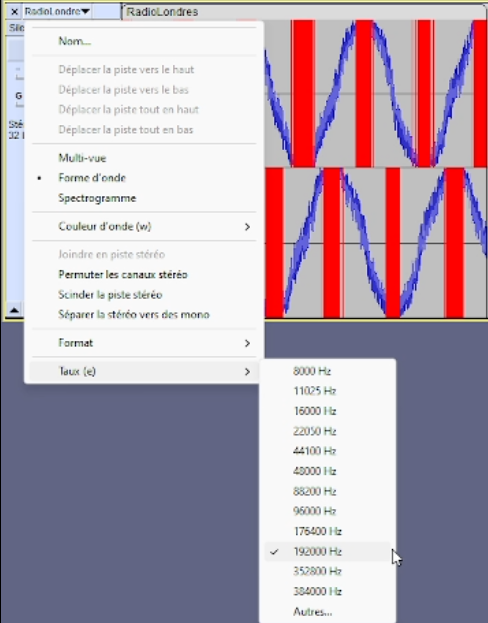 RadioLondre
RadioLondres
Nom...
Déplacer la piste vers le haut
Déplacer la piste vers le bas
Déplacer la piste tout en haut
Déplacer la piste tout en bas
Multi-vue
Forme d'onde
Spectrogramme
Couleur d'onde (w)
Joindre en piste stéréo
Permuter les canaux stéréo
Scinder la piste stéréo
Séparer la stéréo vers des mono
Format
Taux (e)
8000 Hz
11025 Hz
16000 Hz
22050 Hz
44100 Hz
48000 Hz
88200 Hz
96000 Hz
176400 Hz
192000 Hz
352800 Hz
384000 Hz
Autres...